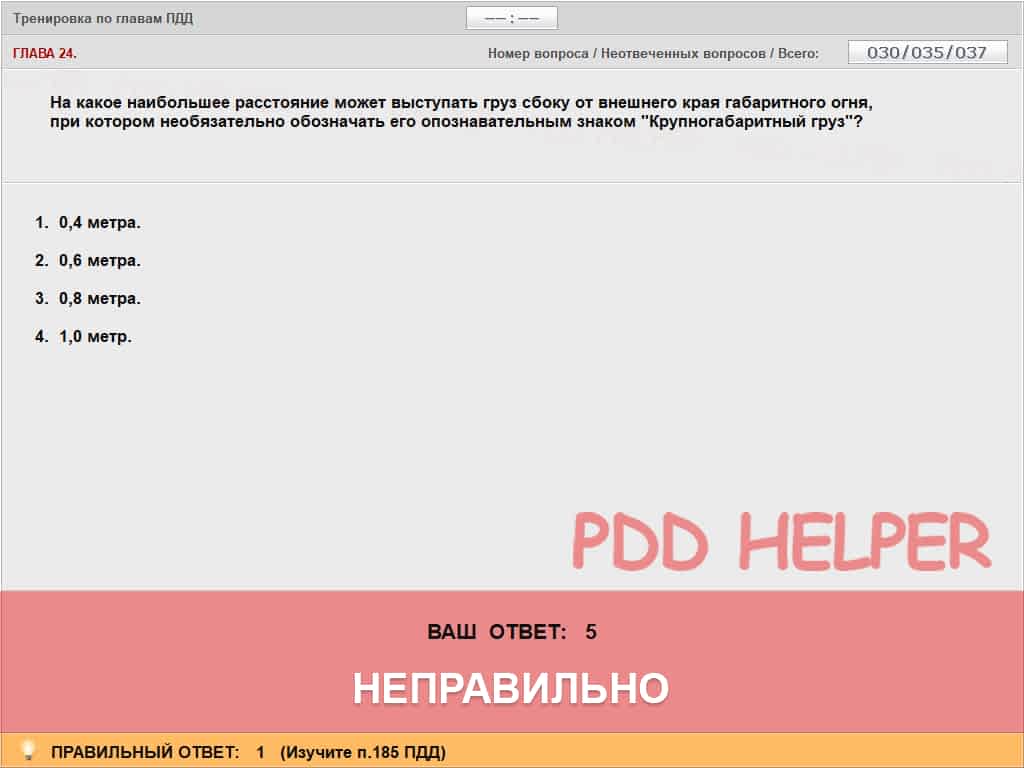 Тренировка по главам ПДД
–– : ––
ГЛАВА 24.
Номер вопроса / Неотвеченных вопросов / Всего: 030/035/037
На какое наибольшее расстояние может выступать груз сбоку от внешнего края габаритного огня,
при котором необязательно обозначать его опознавательным знаком "Крупногабаритный груз"?
1. 0,4 метра.
2. 0,6 метра.
3. 0,8 метра.
4. 1,0 метр.
PDD HELPER
ВАШ ОТВЕТ: 5
НЕПРАВИЛЬНО
ПРАВИЛЬНЫЙ ОТВЕТ: 1 (Изучите п.185 ПДД)